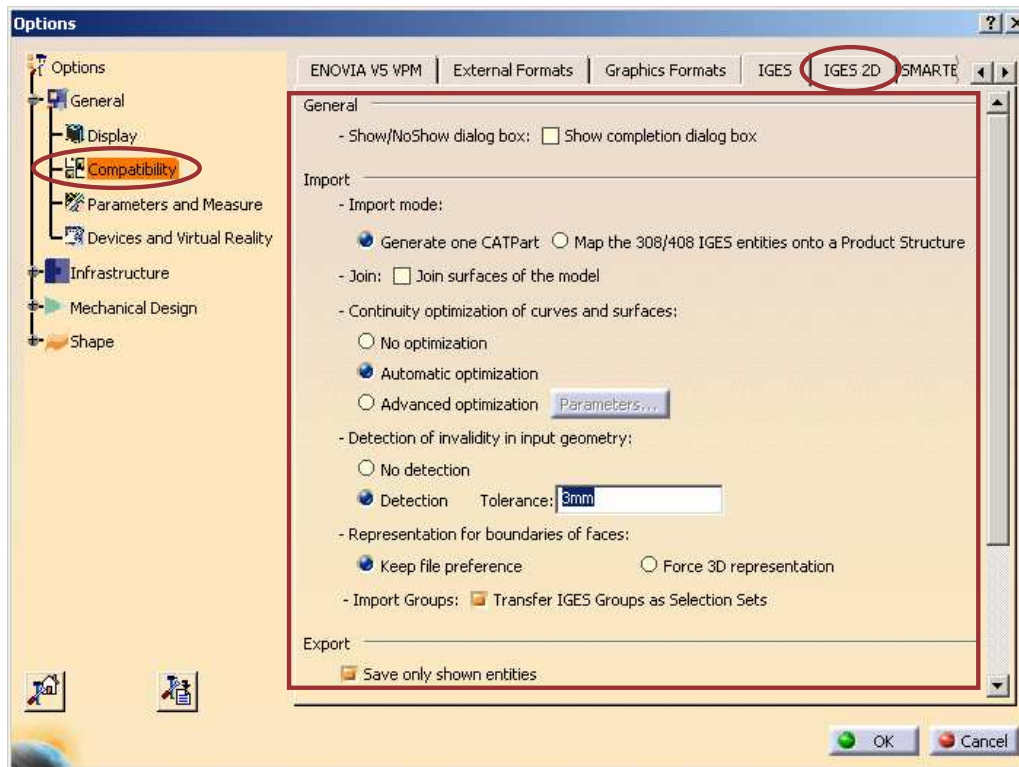 Options
Options
General
Display
Compatibility
Parameters and Measure
Devices and Virtual Reality
Infrastructure
Mechanical Design
Shape
ENOVIA V5 VPM External Formats Graphics Formats IGES IGES 2D SMARTE
General
- Show/NoShow dialog box: Show completion dialog box
Import
- Import mode:
Generate one CATPart Map the 308/408 IGES entities onto a Product Structure
- Join: Join surfaces of the model
- Continuity optimization of curves and surfaces:
No optimization
Automatic optimization
Advanced optimization Parameters...
- Detection of invalidity in input geometry:
No detection
Detection Tolerance: 3mm
- Representation for boundaries of faces:
Keep file preference Force 3D representation
- Import Groups: Transfer IGES Groups as Selection Sets
Export
Save only shown entities
OK Cancel